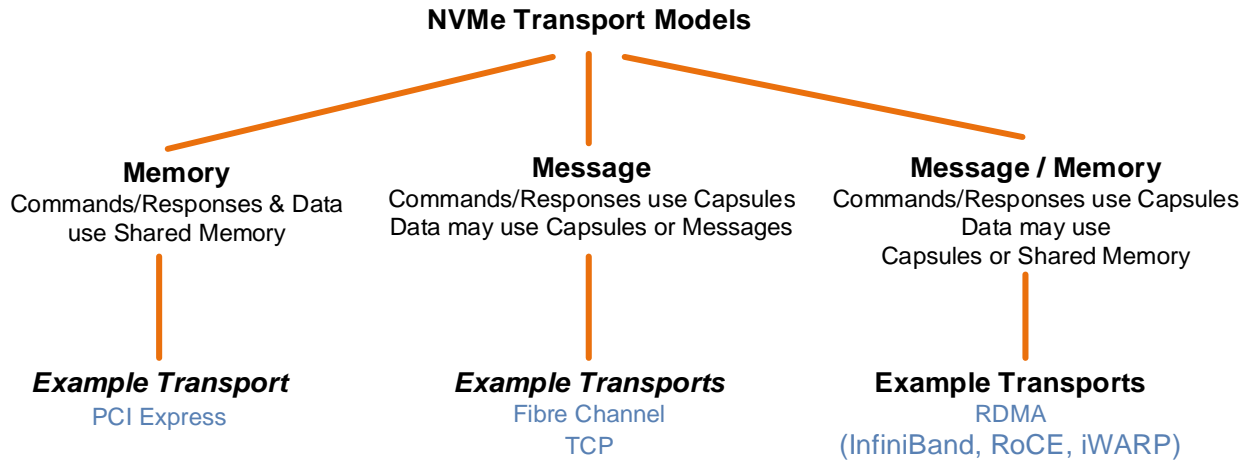 NVMe Transport Models
Memory
Commands/Responses & Data
use Shared Memory
Example Transport
PCI Express
Message
Commands/Responses use Capsules
Data may use Capsules or Messages
Example Transports
Fibre Channel
TCP
Message / Memory
Commands/Responses use Capsules
Data may use
Capsules or Shared Memory
Example Transports
RDMA
(InfiniBand, RoCE, iWARP)